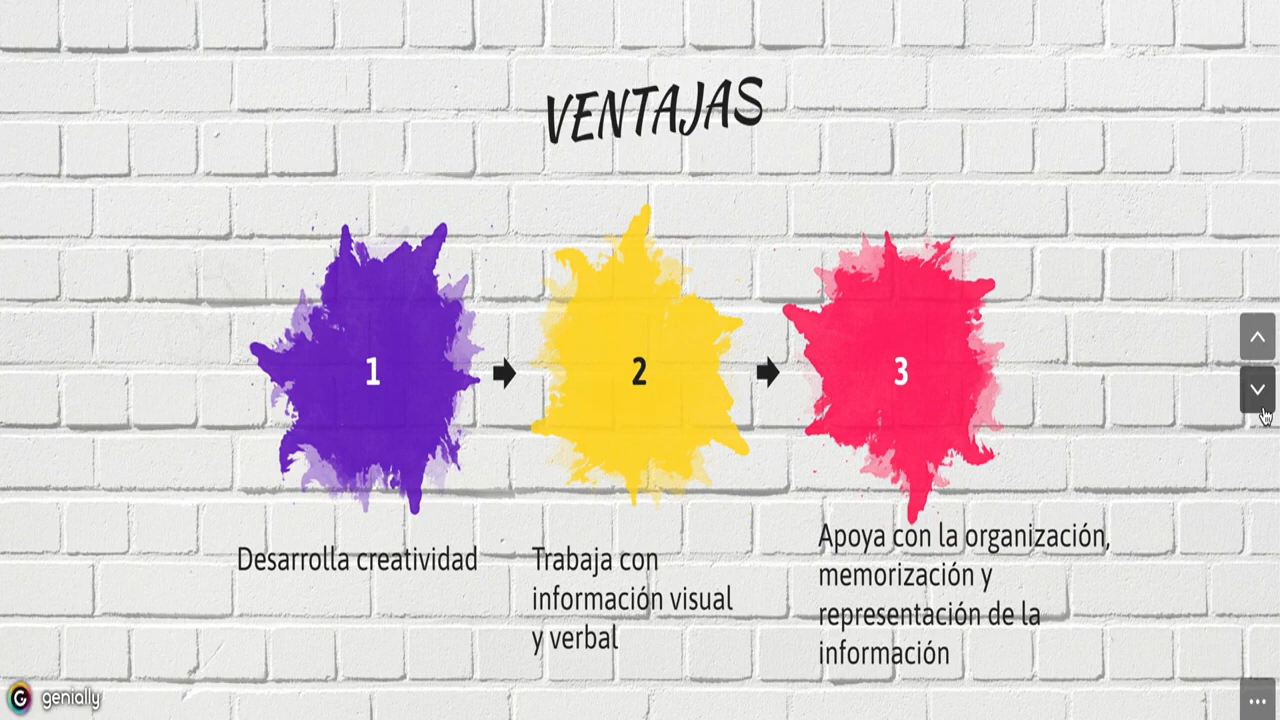 VENTAJAS
1
2
3
Desarrolla creatividad
Trabaja con
información visual
y verbal
Apoya con la organización,
memorización y
representación de la
información
genially